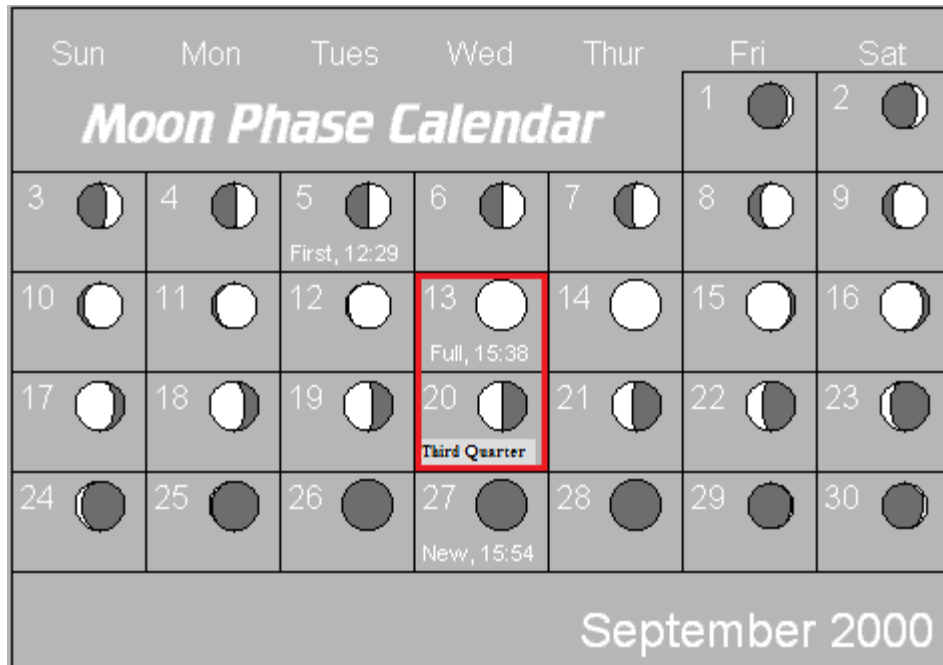 Sun Mon Tues Wed Thur Fri Sat
Moon Phase Calendar
1 2
3 4 5 6 7 8 9
First, 12:29
10 11 12 13 14 15 16
Full, 15:38
17 18 19 20 21 22 23
Third Quarter
24 25 26 27 28 29 30
New, 15:54
September 2000